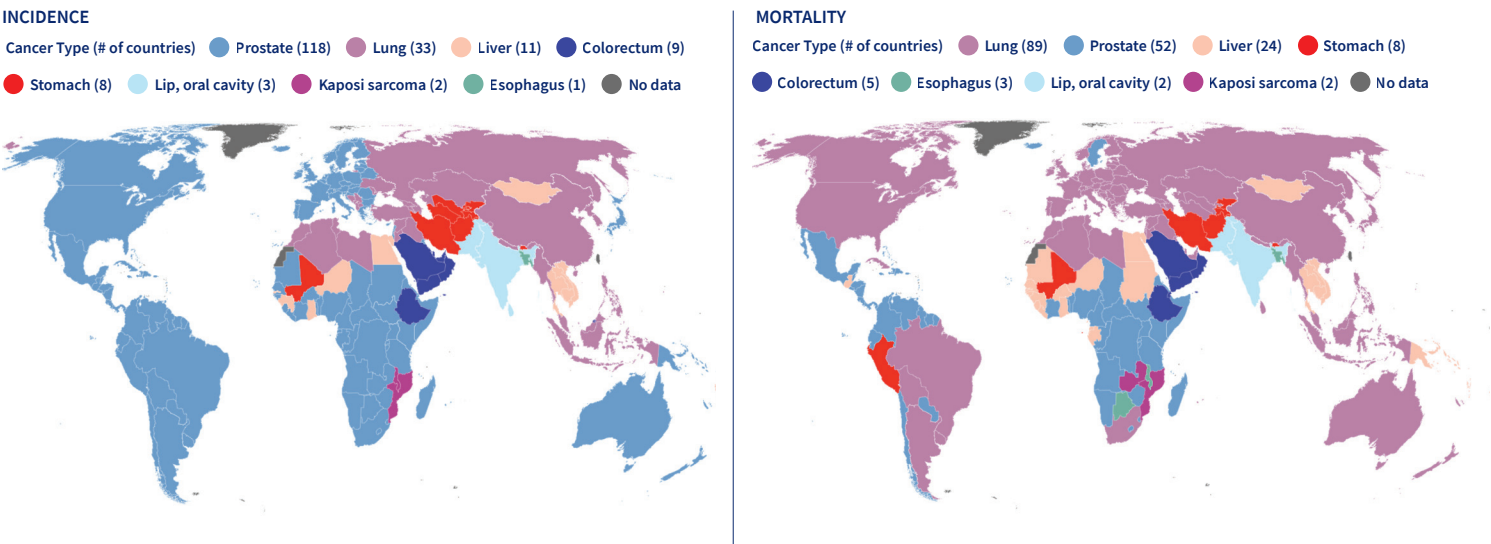 INCIDENCE
Cancer Type (# of countries) Prostate (118) Lung (33) Liver (11) Colorectum (9)
Stomach (8) Lip, oral cavity (3) Kaposi sarcoma (2) Esophagus (1) No data
MORTALITY
Cancer Type (# of countries) Lung (89) Prostate (52) Liver (24) Stomach (8)
Colorectum (5) Esophagus (3) Lip, oral cavity (2) Kaposi sarcoma (2) No data